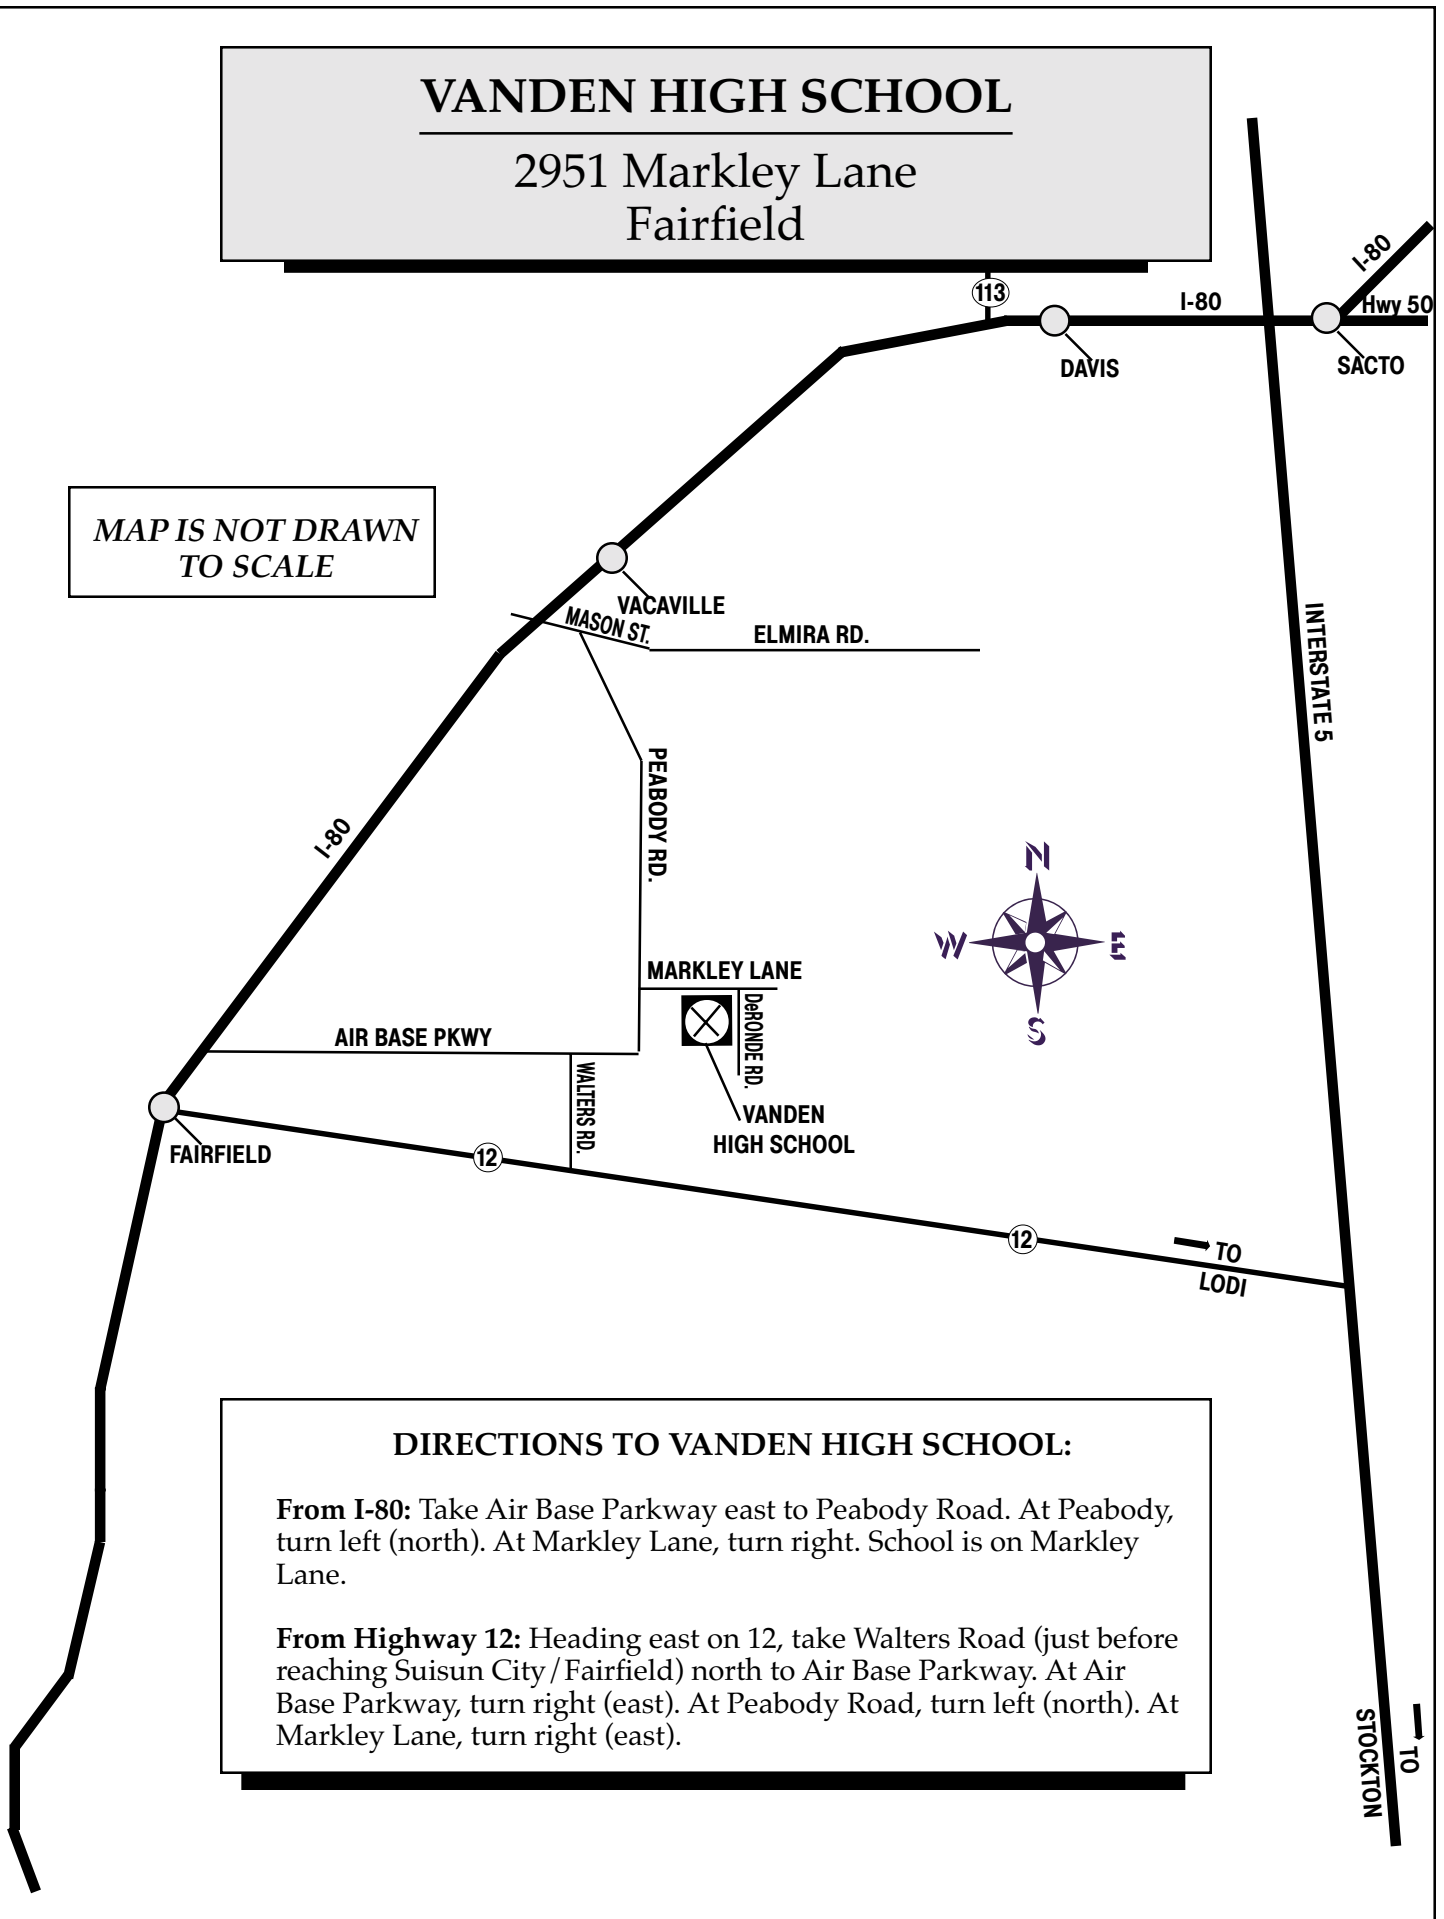 VANDEN HIGH SCHOOL
2951 Markley Lane
Fairfield
113
I-80
I-80
Hwy 50
DAVIS
SACTO
MAP IS NOT DRAWN
TO SCALE
VACAVILLE
MASON ST.
ELMIRA RD.
INTERSTATE 5
PEABODY RD.
I-80
N
W
E
S
MARKLEY LANE
DeRONDE RD.
AIR BASE PKWY
WALTERS RD.
VANDEN
HIGH SCHOOL
FAIRFIELD
12
12
TO
LODI
DIRECTIONS TO VANDEN HIGH SCHOOL:
From I-80: Take Air Base Parkway east to Peabody Road. At Peabody,
turn left (north). At Markley Lane, turn right. School is on Markley
Lane.
From Highway 12: Heading east on 12, take Walters Road (just before
reaching Suisun City/Fairfield) north to Air Base Parkway. At Air
Base Parkway, turn right (east). At Peabody Road, turn left (north). At
Markley Lane, turn right (east).
TO
STOCKTON